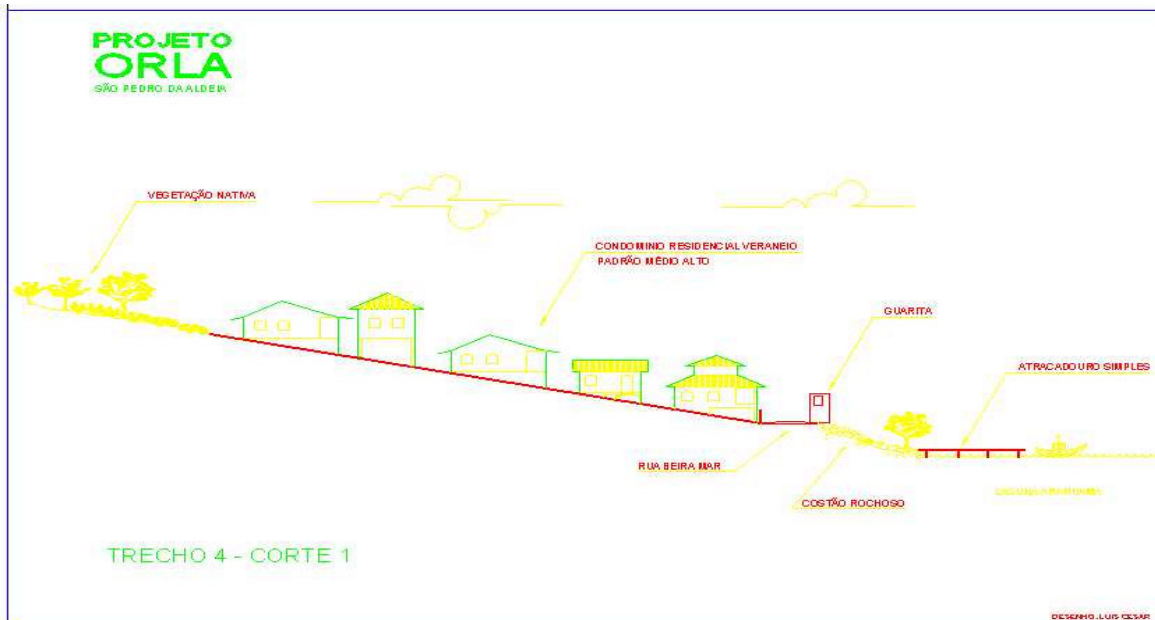 PROJETO
ORLA
SÃO PEDRO DA ALDEIA
VEGETAÇÃO NATIVA
CONDOMINIO RESIDENCIAL VERANEIO
PADRÃO MÉDIO ALTO
GUARITA
ATRACADOURO SIMPLES
RUA BEIRA MAR
COSTÃO ROCHOSO
TRECHO 4 - CORTE 1
DESENHO: LUIS CESAR